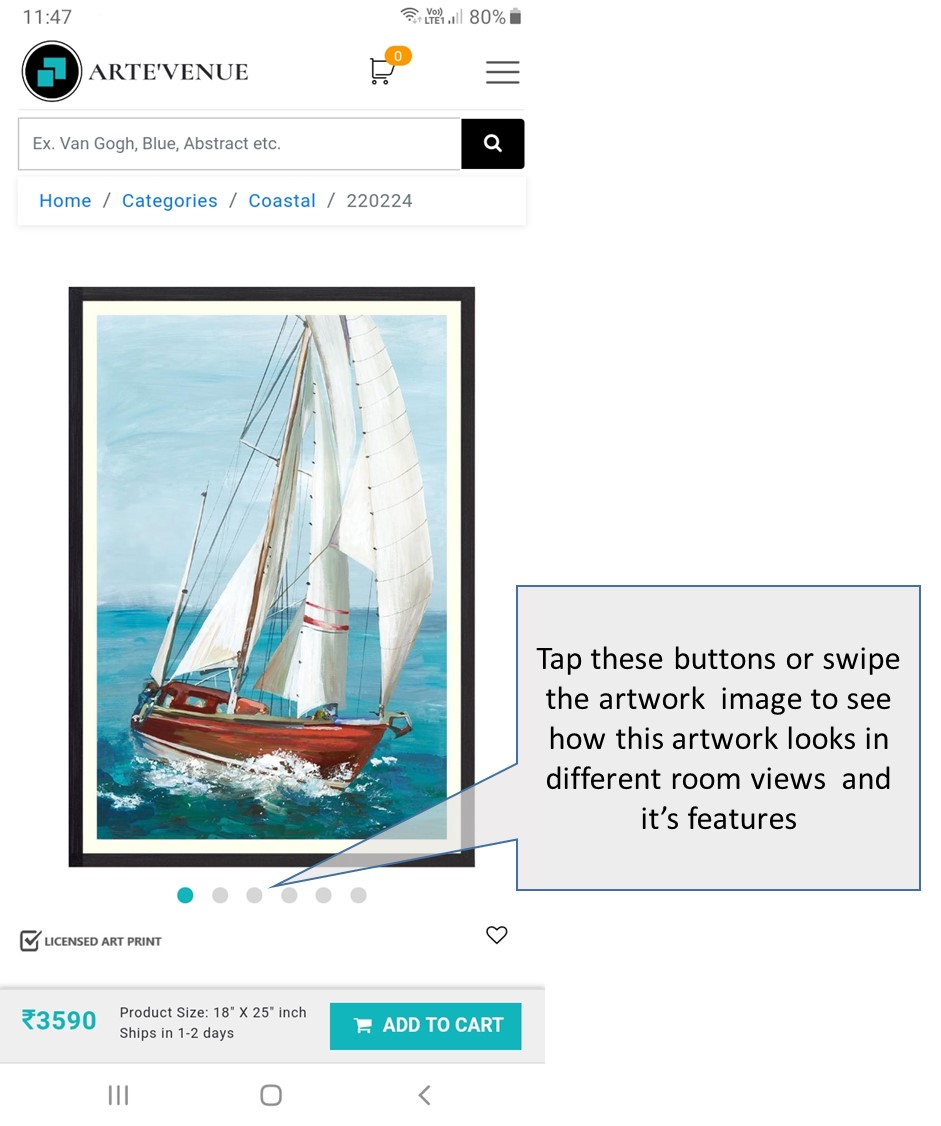 11:47
Vo)) LTE1 80%
0
ARTE'VENUE
Ex. Van Gogh, Blue, Abstract etc.
Home / Categories / Coastal / 220224
Tap these buttons or swipe
the artwork  image to see
how this artwork looks in
different room views  and
it’s features
LICENSED ART PRINT
₹3590
Product Size: 18" X 25" inch
Ships in 1-2 days
ADD TO CART